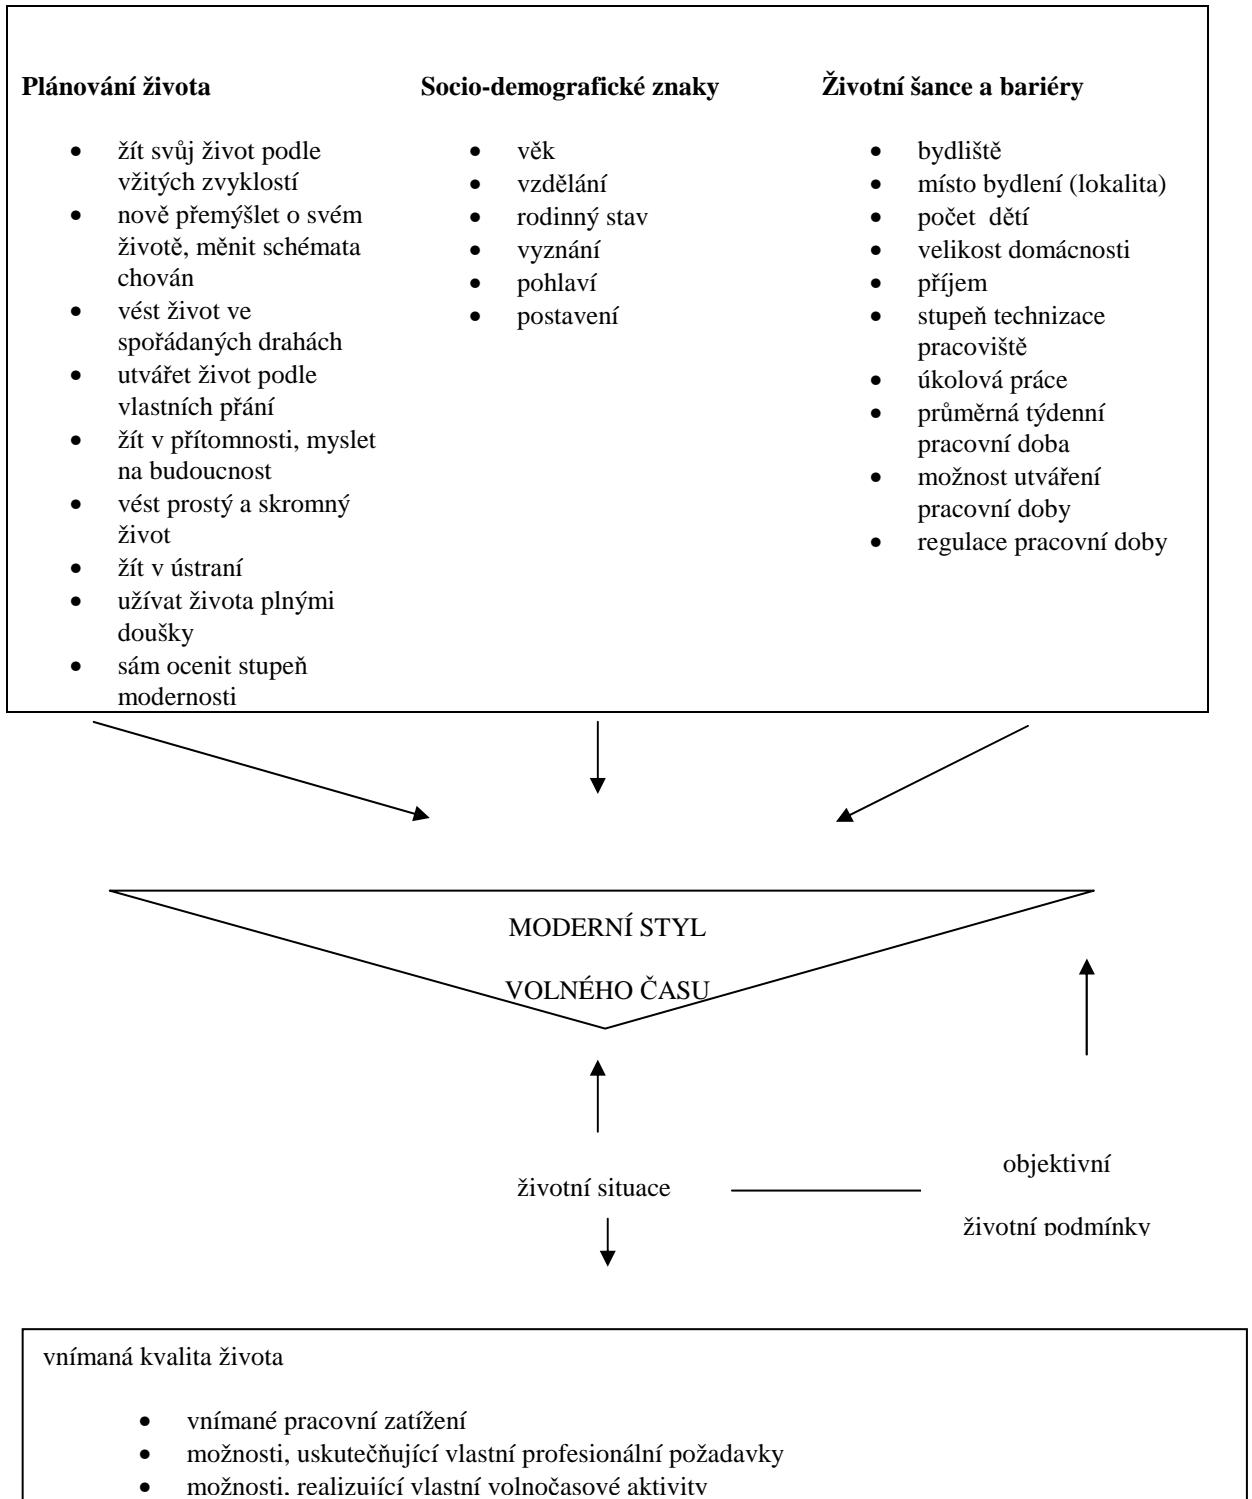 Plánování života
• žít svůj život podle
vžitých zvyklostí
• nově přemýšlet o svém
životě, měnit schémata
chován
• vést život ve
spořádaných drahách
• utvářet život podle
vlastních přání
• žít v přítomnosti, myslet
na budoucnost
• vést prostý a skromný
život
• žít v ústraní
• užívat života plnými
doušky
• sám ocenit stupeň
modernosti
Socio-demografické znaky
• věk
• vzdělání
• rodinný stav
• vyznání
• pohlaví
• postavení
Životní šance a bariéry
• bydliště
• místo bydlení (lokalita)
• počet dětí
• velikost domácnosti
• příjem
• stupeň technizace
pracoviště
• úkolová práce
• průměrná týdenní
pracovní doba
• možnost utváření
pracovní doby
• regulace pracovní doby
MODERNÍ STYL
VOLNÉHO ČASU
životní situace
objektivní
životní podmínky
vnímaná kvalita života
• vnímané pracovní zatížení
• možnosti, uskutečňující vlastní profesionální požadavky
• možnosti, realizující vlastní volnočasové aktivity